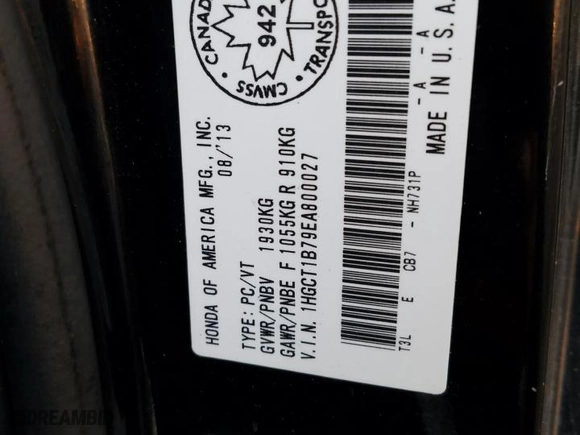 CANADA
942
CMVSS
TRANSPO
HONDA OF AMERICA MFG., INC.
08/'13
TYPE: PC/VT
GVWR/PNBV 1930KG
GAWR/PNBE F 1055KG R 910KG
V.I.N. 1HGCT1B79EA800027
A - A
MADE IN U.S.A.
T3L E CB7 - NH731P - A - A